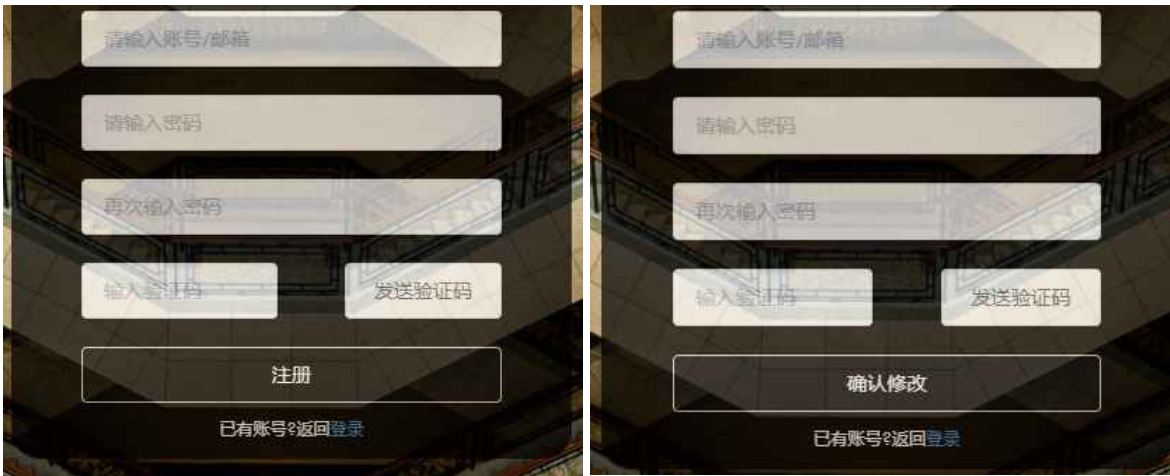 请输入账号/邮箱
请输入密码
再次输入密码
输入验证码
发送验证码
注册
已有账号?返回登录
请输入账号/邮箱
请输入密码
再次输入密码
输入验证码
发送验证码
确认修改
已有账号?返回登录